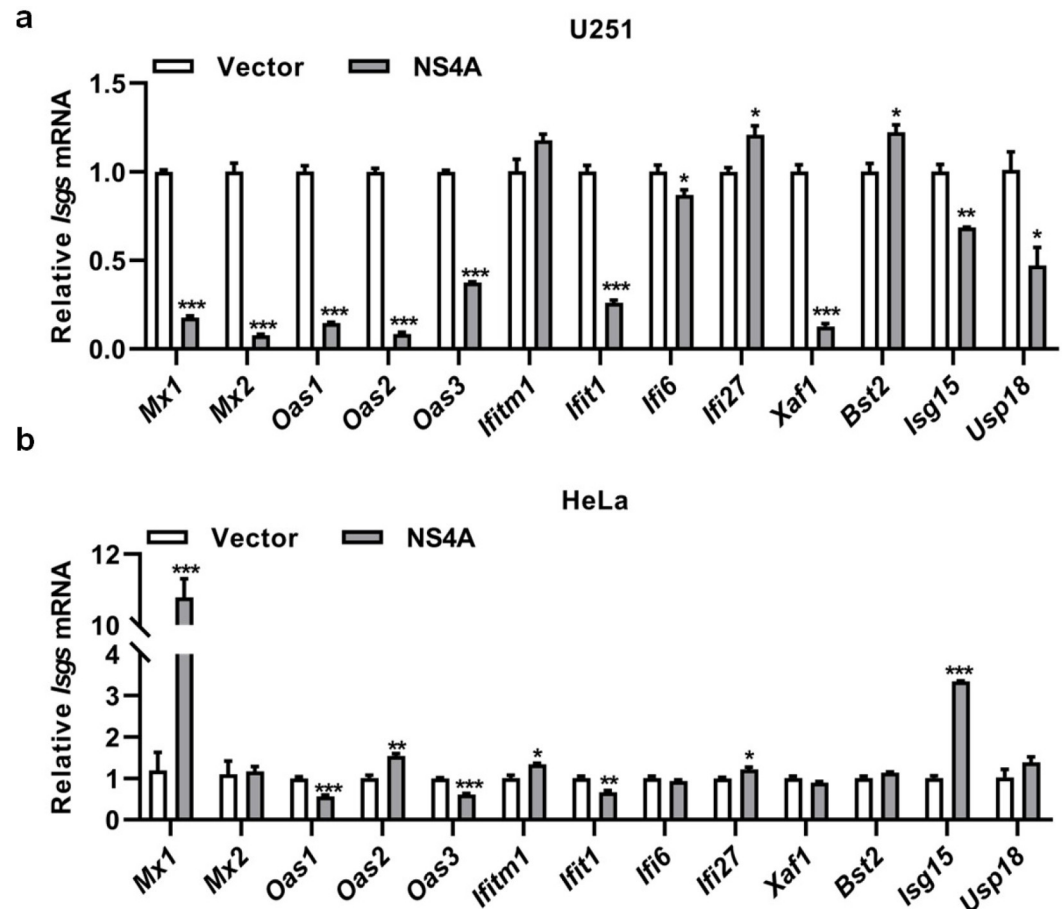 a
U251
Vector NS4A
Relative Isgs mRNA
1.5
1.0
0.5
0.0
*** *** *** *** *** *** * * *** * ** *
Mx1 Mx2 Oas1 Oas2 Oas3 Ifitm1 Ifit1 Ifi6 Ifi27 Xaf1 Bst2 Isg15 Usp18
b
HeLa
Vector NS4A
Relative Isgs mRNA
12
10
4
3
2
1
0
*** *** ** *** * ** * ***
Mx1 Mx2 Oas1 Oas2 Oas3 Ifitm1 Ifit1 Ifi6 Ifi27 Xaf1 Bst2 Isg15 Usp18